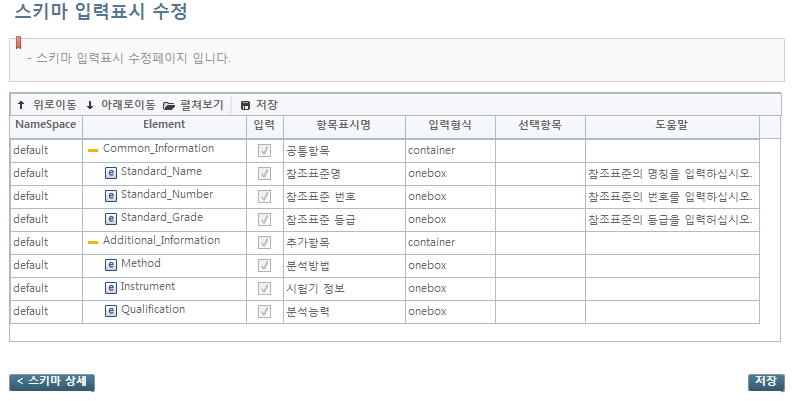 스키마 입력표시 수정
- 스키마 입력표시 수정페이지 입니다.
위로이동 아래로이동 펼쳐보기 저장
NameSpace Element 입력 항목표시명 입력형식 선택항목 도움말
default Common_Information 공통항목 container
default Standard_Name 참조표준명 onebox 참조표준의 명칭을 입력하십시오.
default Standard_Number 참조표준 번호 onebox 참조표준의 번호를 입력하십시오.
default Standard_Grade 참조표준 등급 onebox 참조표준의 등급을 입력허십시오.
default Additional_Information 추가항목 container
default Method 분석방법 onebox
default Instrument 시험기 정보 onebox
default Qualification 분석능력 onebox
< 스키마 상세 저장